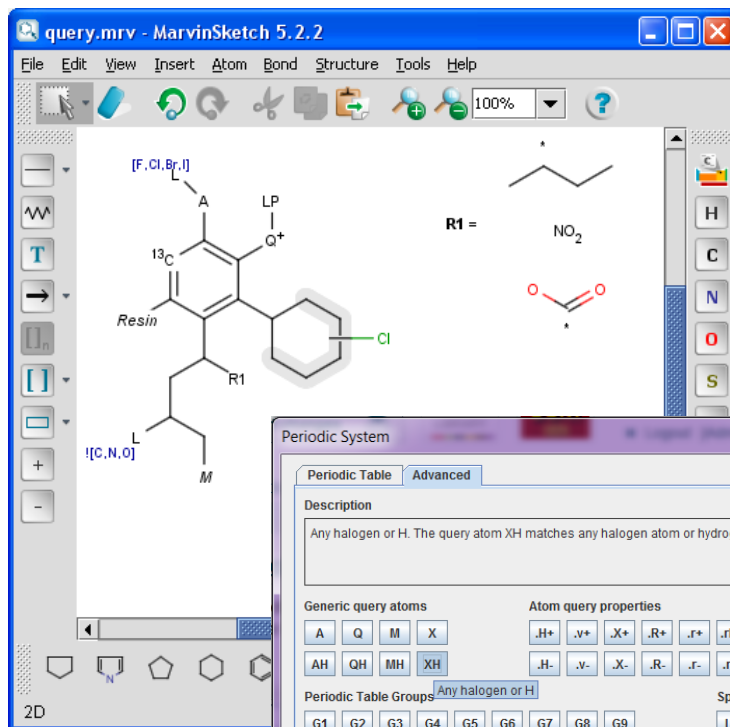 query.mrv - MarvinSketch 5.2.2
File Edit View Insert Atom Bond Structure Tools Help
100% ?
[F,Cl,Br,I]
L
A
LP
Q+
13C
Resin
Cl
R1
L
![C,N,O]
M
*
R1 =
NO2
O O
*
T
[]n
[ ]
+
-
H
C
N
O
S
N
2D
Periodic System
Periodic Table Advanced
Description
Any halogen or H. The query atom XH matches any halogen atom or hydro
Generic query atoms Atom query properties
A Q M X .H+ .v+ .X+ .R+ .r+
AH QH MH XH .H- .v- .X- .R- .r-
Any halogen or H
Periodic Table Groups Sp
G1 G2 G3 G4 G5 G6 G7 G8 G9 L